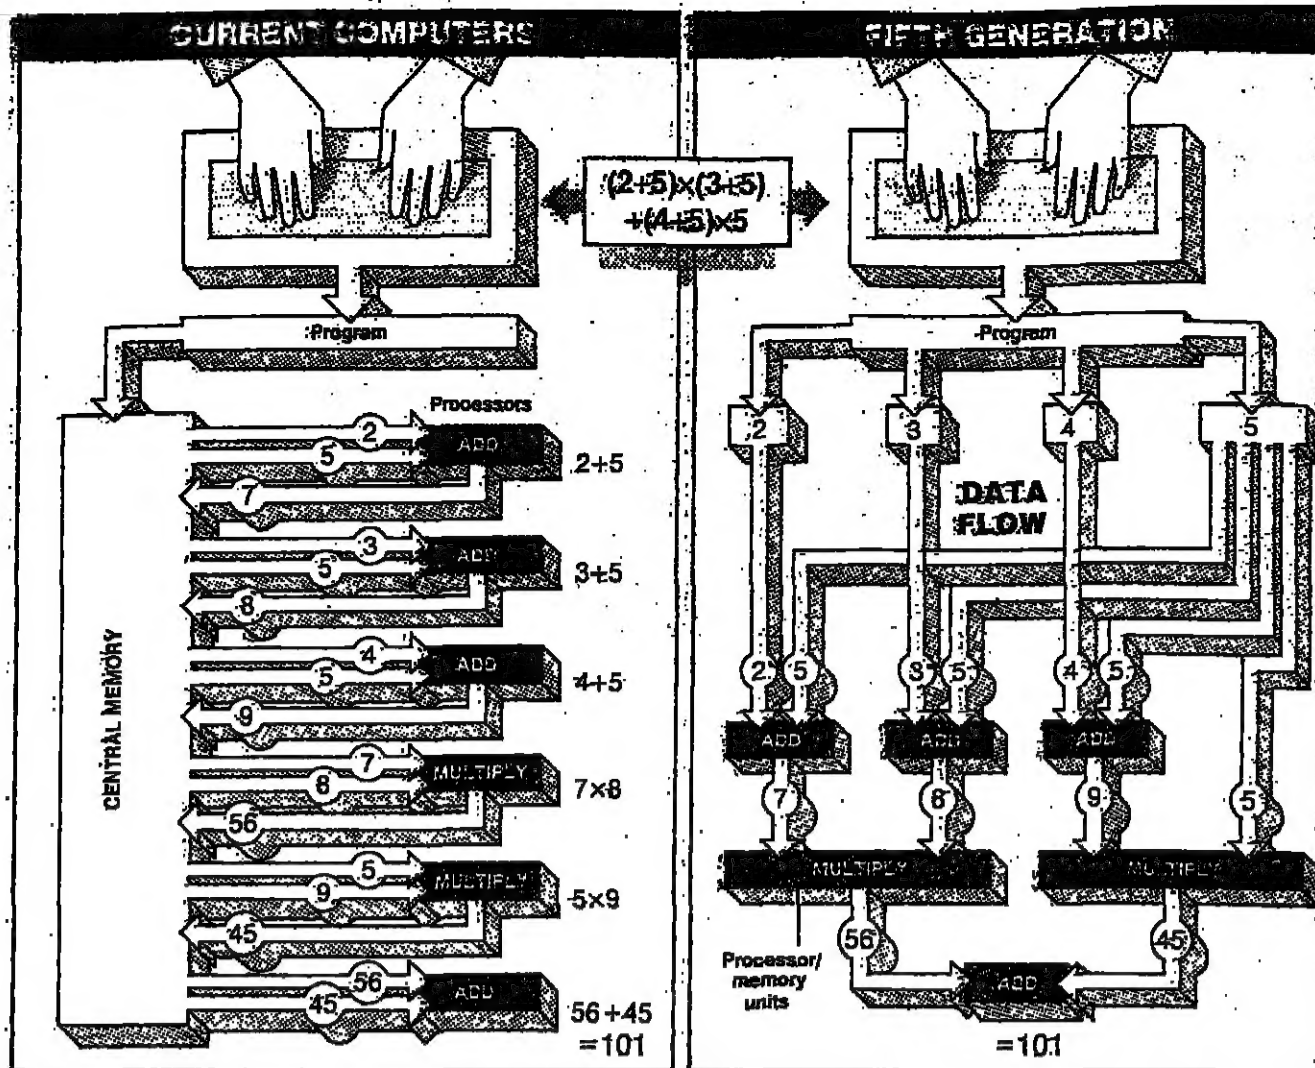 CURRENT COMPUTERS
FIFTH GENERATION
(2+5)×(3+5)
+(4+5)×5
Program
CENTRAL MEMORY
Processors
2
5
ADD
2+5
7
3
5
ADD
3+5
8
4
5
ADD
4+5
9
7
8
MULTIPLY
7×8
56
5
9
MULTIPLY
5×9
45
56
45
ADD
56+45
=101
Program
2
3
4
5
DATA
FLOW
2
5
3
5
4
5
ADD
ADD
ADD
7
8
9
5
MULTIPLY
MULTIPLY
Processor/
memory
units
56
45
ADD
=101